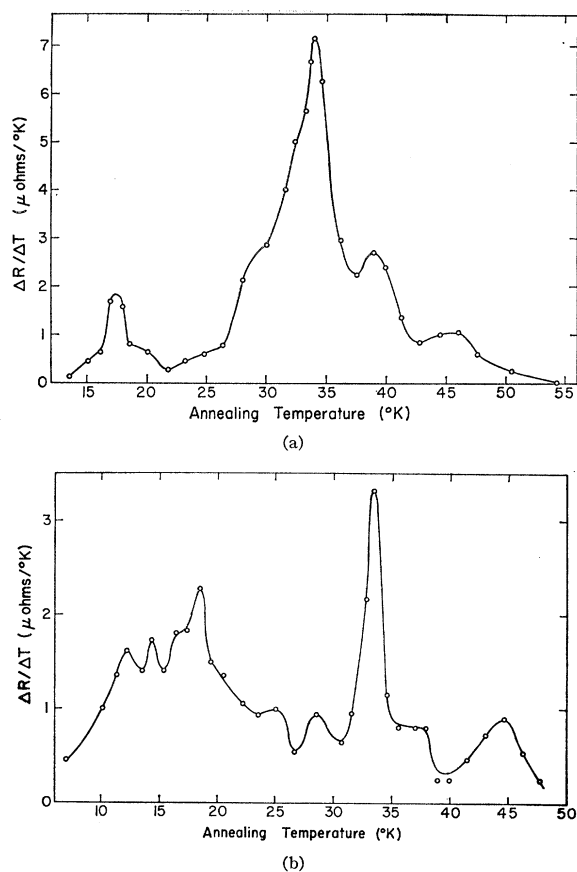 7
6
5
4
3
2
1
0
ΔR/ΔT (μ ohms/°K)
15 20 25 30 35 40 45 50 55
Annealing Temperature (°K)
(a)
3
2
1
0
ΔR/ΔT (μ ohms/°K)
10 15 20 25 30 35 40 45 50
Annealing Temperature (°K)
(b)